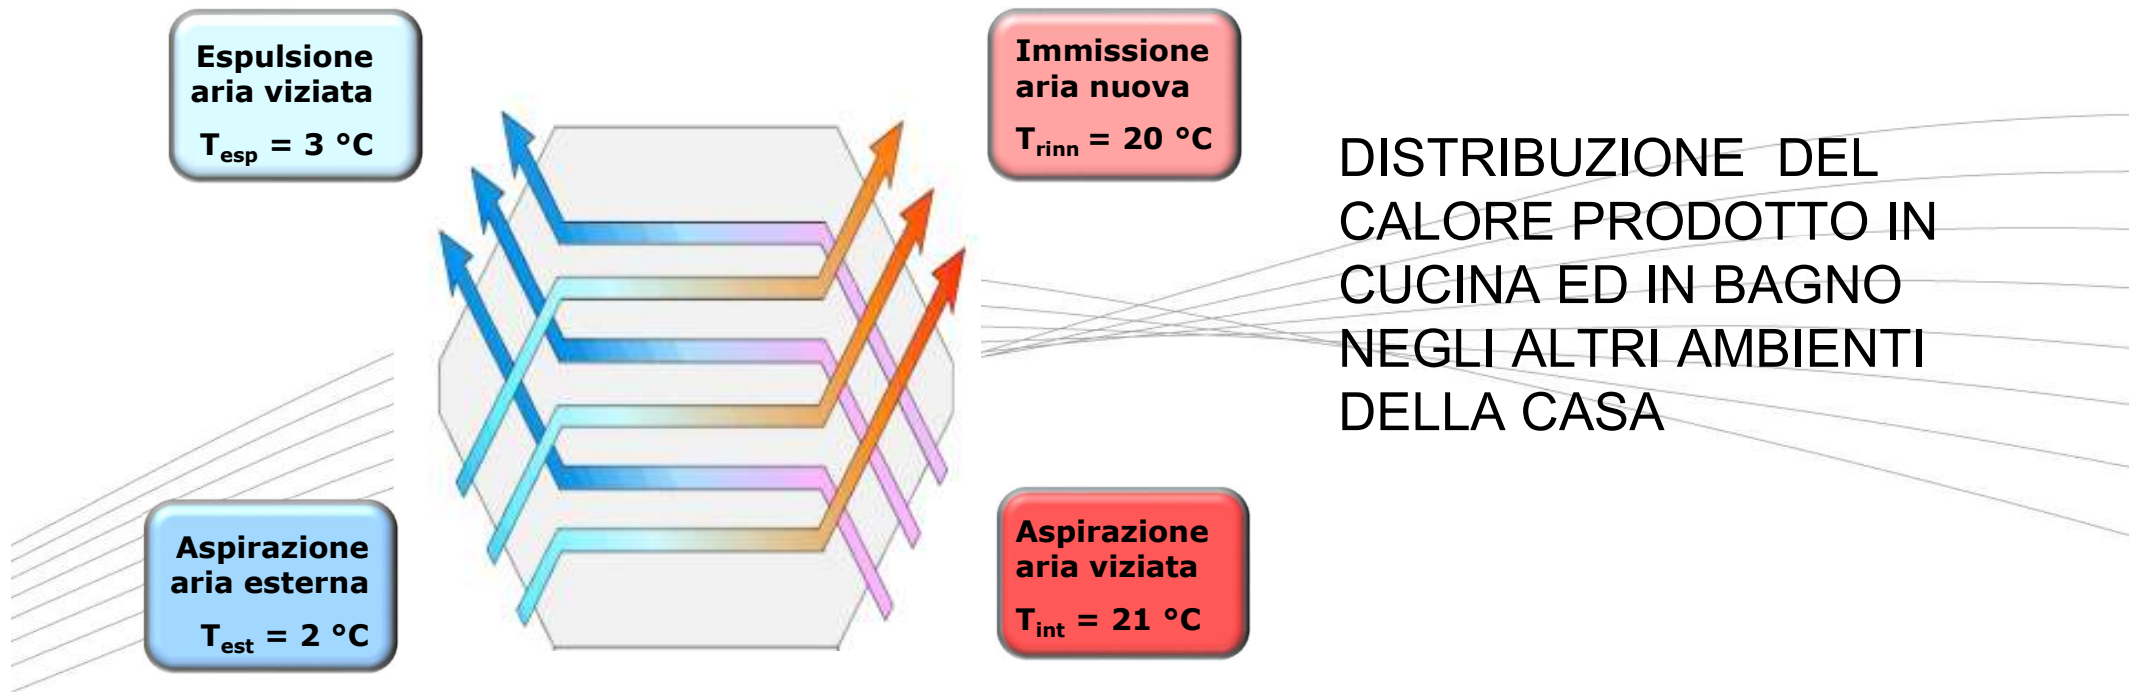 Espulsione
aria viziata
Tesp = 3 °C
Immissione
aria nuova
Trinn = 20 °C
DISTRIBUZIONE DEL
CALORE PRODOTTO IN
CUCINA ED IN BAGNO
NEGLI ALTRI AMBIENTI
DELLA CASA
Aspirazione
aria esterna
Test = 2 °C
Aspirazione
aria viziata
Tint = 21 °C